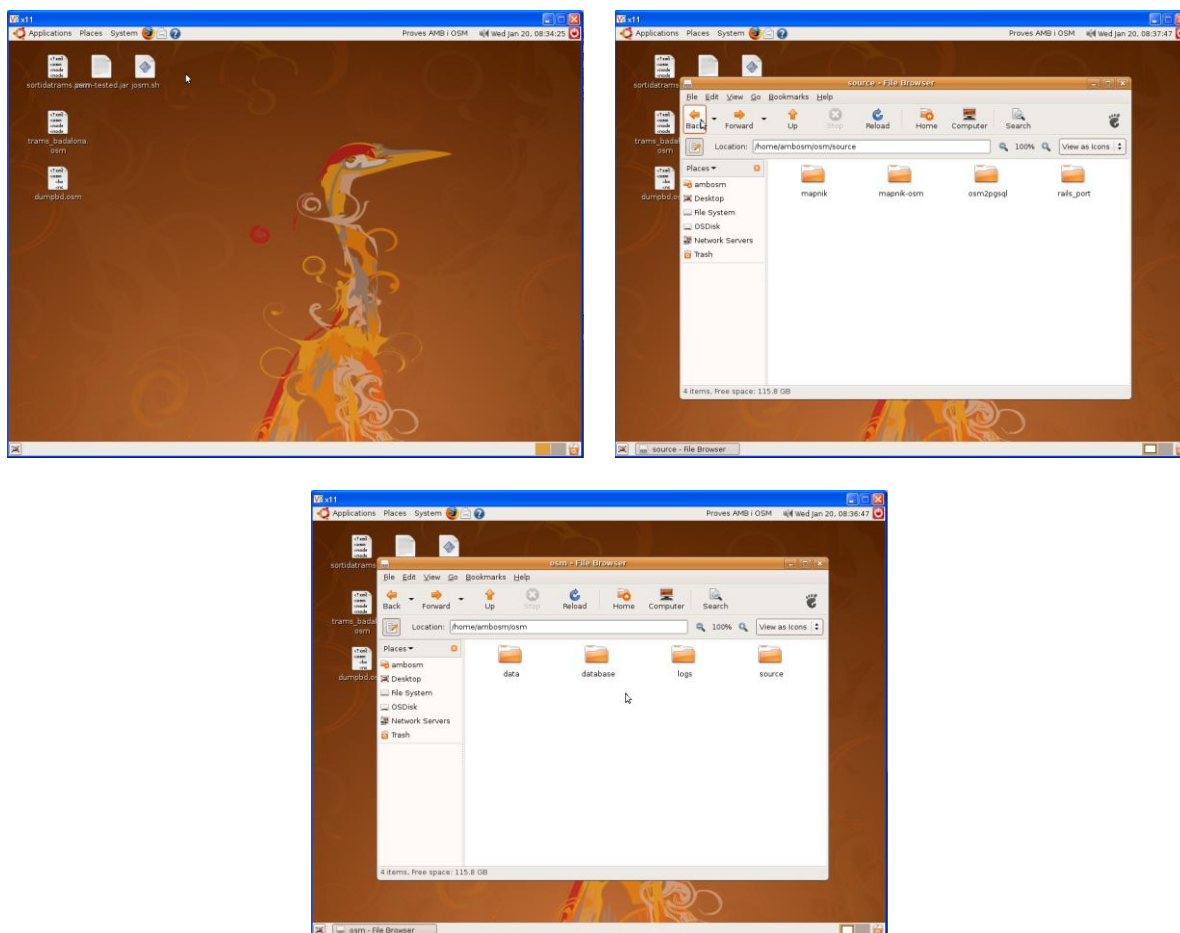 x11
Applications Places System Proves AMB i OSM Wed Jan 20, 08:34:25
josm-tested.jar josm.sh
trams_badalona.
osm
dumpbd.osm
x11
Applications Places System Proves AMB i OSM Wed Jan 20, 08:37:47
source - File Browser
File Edit View Go Bookmarks Help
Back Forward Up Stop Reload Home Computer Search
Location: /home/ambosm/osm/source 100% View as Icons
Places
ambosm
Desktop
File System
OSDisk
Network Servers
Trash
mapnik mapnik-osm osm2pgsql rails_port
4 items, Free space: 115.8 GB
source - File Browser
x11
Applications Places System Proves AMB i OSM Wed Jan 20, 08:36:47
osm - File Browser
File Edit View Go Bookmarks Help
Back Forward Up Stop Reload Home Computer Search
Location: /home/ambosm/osm 100% View as Icons
Places
ambosm
Desktop
File System
OSDisk
Network Servers
Trash
data database logs source
4 items, Free space: 115.8 GB
osm - File Browser